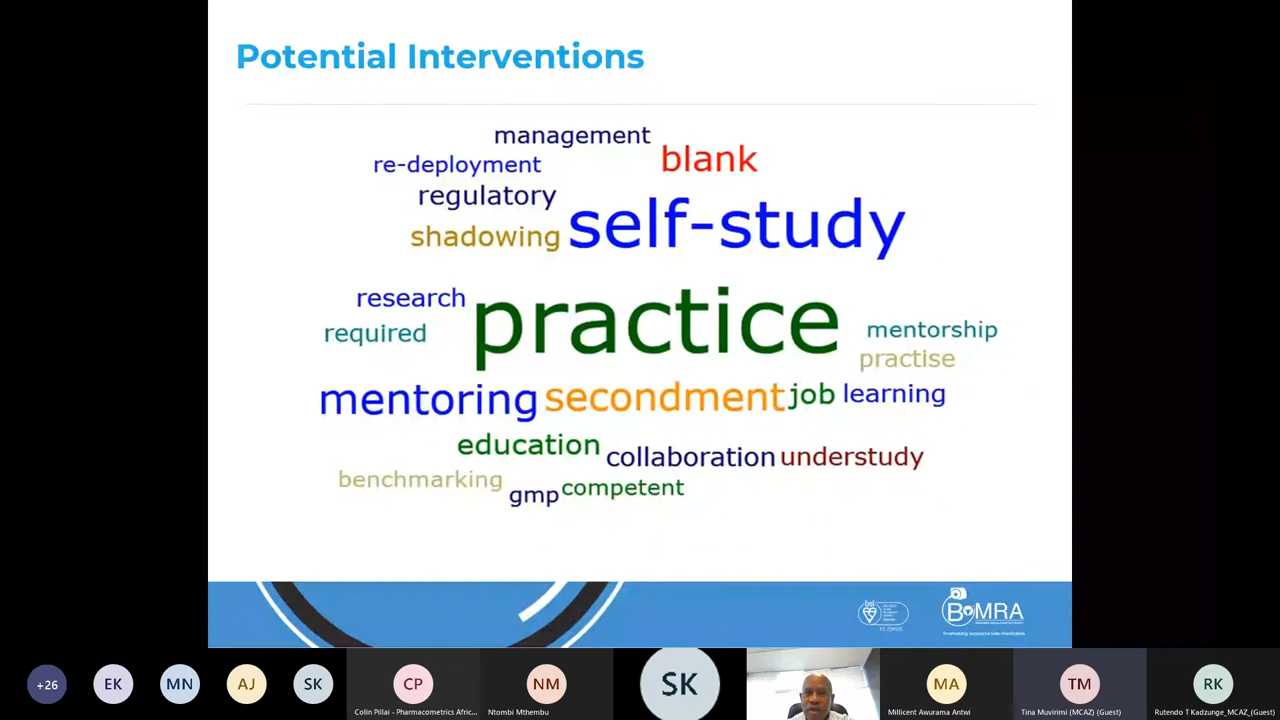 Potential Interventions
management
re-deployment
blank
regulatory
shadowing
self-study
research
required
practice
mentorship
practise
mentoring secondment job learning
education
collaboration understudy
benchmarking
gmp competent
bsi
BOMRA
+26
EK
MN
AJ
SK
CP
Colin Pillai - Pharmacometrics Afric...
NM
Ntombi Mthembu
SK
MA
Millicent Awurama Antwi
TM
Tina Muvirimi (MCAZ) (Guest)
RK
Rutendo T Kadzunge_MCAZ_(Guest)